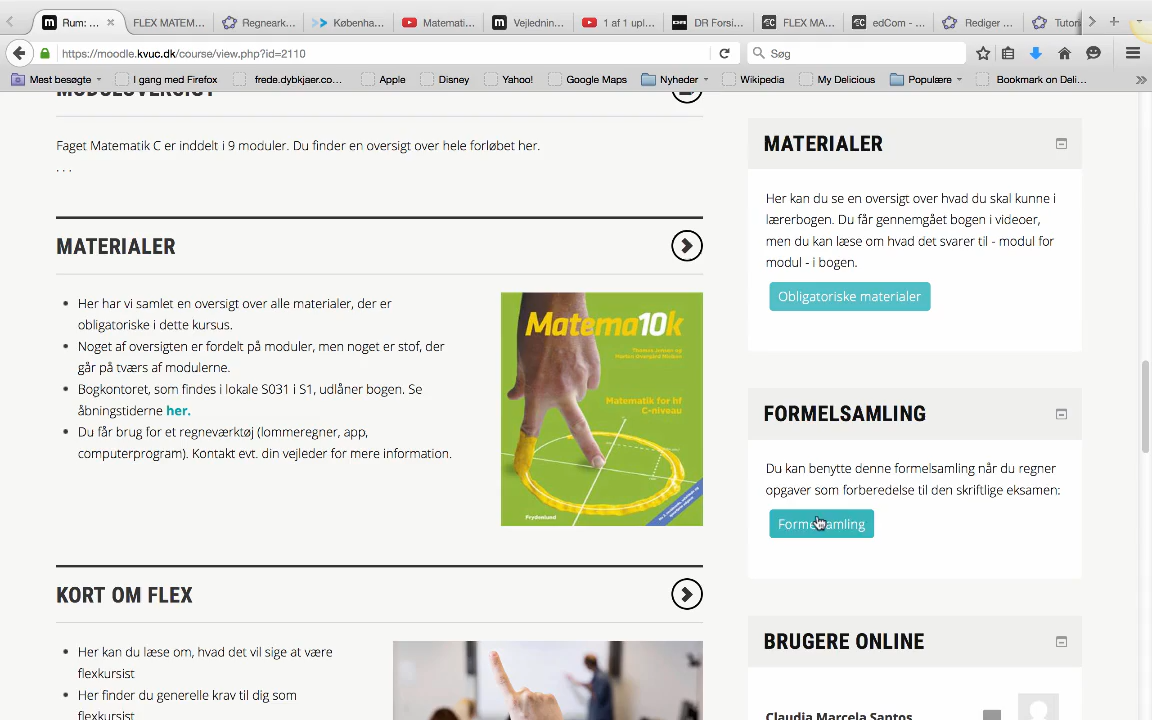 Rum: ...
FLEX MATEM...
Regneark...
Københa...
Matemati...
Vejlednin...
1 af 1 upl...
DR Forsi...
FLEX MA...
edCom - ...
Rediger ...
Tutori
https://moodle.kvuc.dk/course/view.php?id=2110
Søg
Mest besøgte
I gang med Firefox
frede.dybkjaer.co...
Apple
Disney
Yahoo!
Google Maps
Nyheder
Wikipedia
My Delicious
Populære
Bookmark on Deli...
MODULOVERSIGT
Faget Matematik C er inddelt i 9 moduler. Du finder en oversigt over hele forløbet her.
. . .
MATERIALER
Her har vi samlet en oversigt over alle materialer, der er
obligatoriske i dette kursus.
Noget af oversigten er fordelt på moduler, men noget er stof, der
går på tværs af modulerne.
Bogkontoret, som findes i lokale S031 i S1, udlåner bogen. Se
åbningstiderne her.
Du får brug for et regneværktøj (lommeregner, app,
computerprogram). Kontakt evt. din vejleder for mere information.
Matema10k
Matematik for hf
C-niveau
Frydenlund
KORT OM FLEX
Her kan du læse om, hvad det vil sige at være
flexkursist
Her finder du generelle krav til dig som
flexkursist
MATERIALER
Her kan du se en oversigt over hvad du skal kunne i
lærerbogen. Du får gennemgået bogen i videoer,
men du kan læse om hvad det svarer til - modul for
modul - i bogen.
Obligatoriske materialer
FORMELSAMLING
Du kan benytte denne formelsamling når du regner
opgaver som forberedelse til den skriftlige eksamen:
Formelsamling
BRUGERE ONLINE
Claudia Marcela Santos